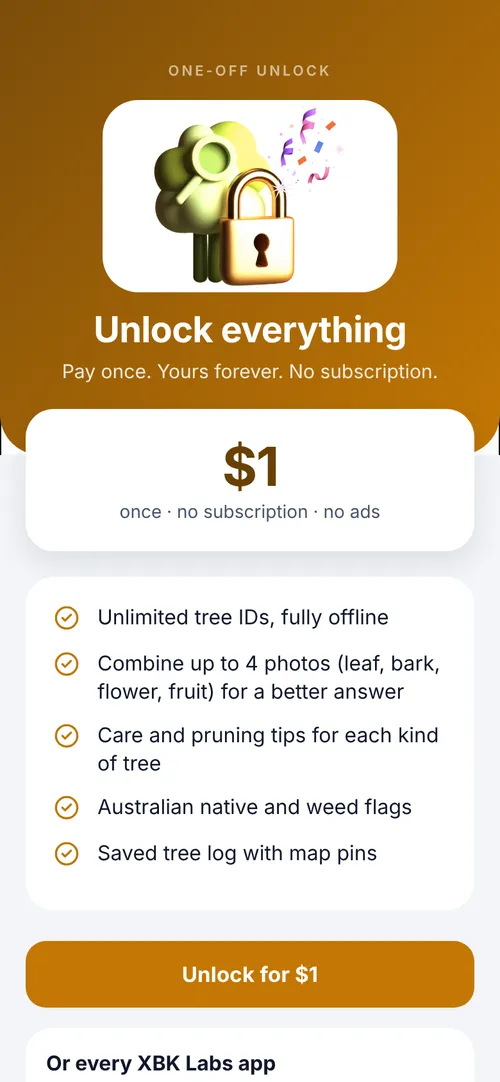 ONE-OFF UNLOCK
Unlock everything
Pay once. Yours forever. No subscription.
$1
once · no subscription · no ads
Unlimited tree IDs, fully offline
Combine up to 4 photos (leaf, bark,
flower, fruit) for a better answer
Care and pruning tips for each kind
of tree
Australian native and weed flags
Saved tree log with map pins
Unlock for $1
Or every XBK Labs app